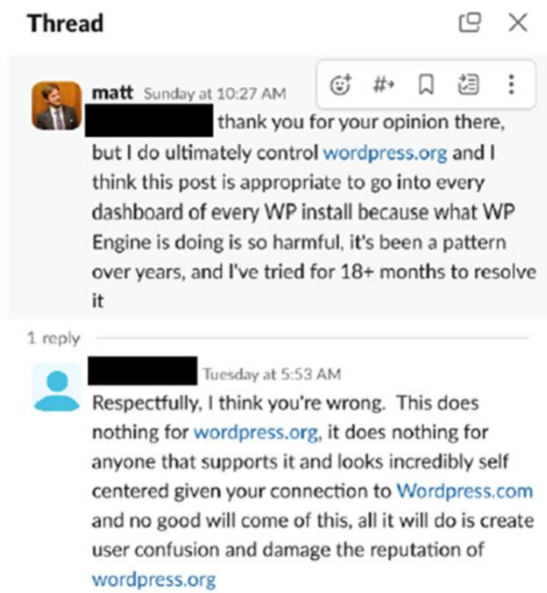 Thread
matt Sunday at 10:27 AM
thank you for your opinion there,
but I do ultimately control wordpress.org and I
think this post is appropriate to go into every
dashboard of every WP install because what WP
Engine is doing is so harmful, it's been a pattern
over years, and I've tried for 18+ months to resolve
it
1 reply
Tuesday at 5:53 AM
Respectfully, I think you're wrong. This does
nothing for wordpress.org, it does nothing for
anyone that supports it and looks incredibly self
centered given your connection to Wordpress.com
and no good will come of this, all it will do is create
user confusion and damage the reputation of
wordpress.org